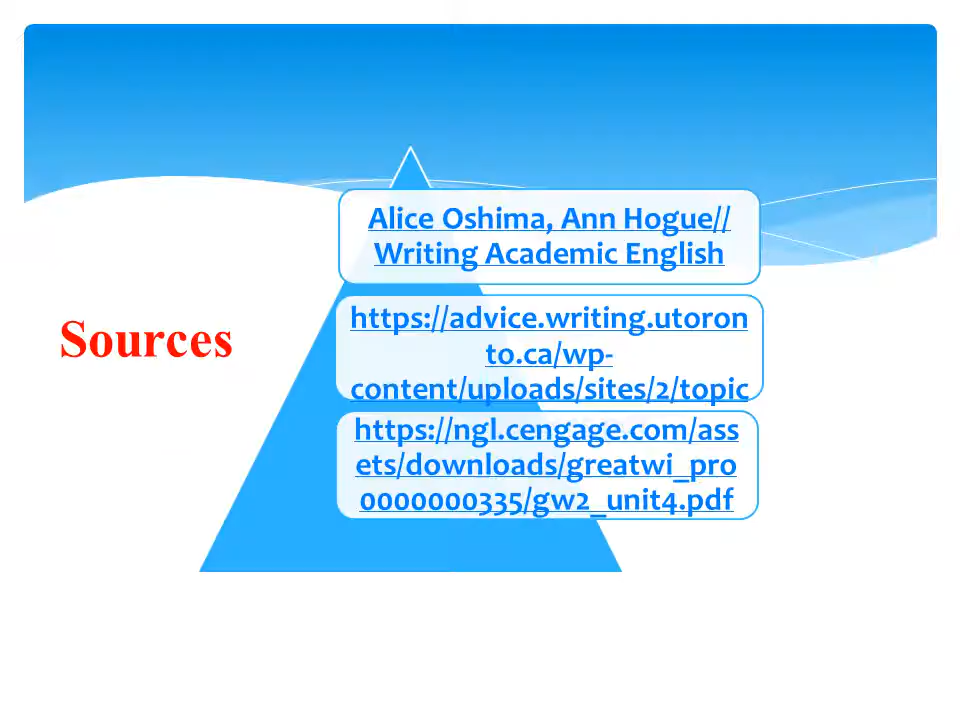 Sources
Alice Oshima, Ann Hogue//
Writing Academic English
https://advice.writing.utoron
to.ca/wp-
content/uploads/sites/2/topic
https://ngl.cengage.com/ass
ets/downloads/greatwi_pro
0000000335/gw2_unit4.pdf